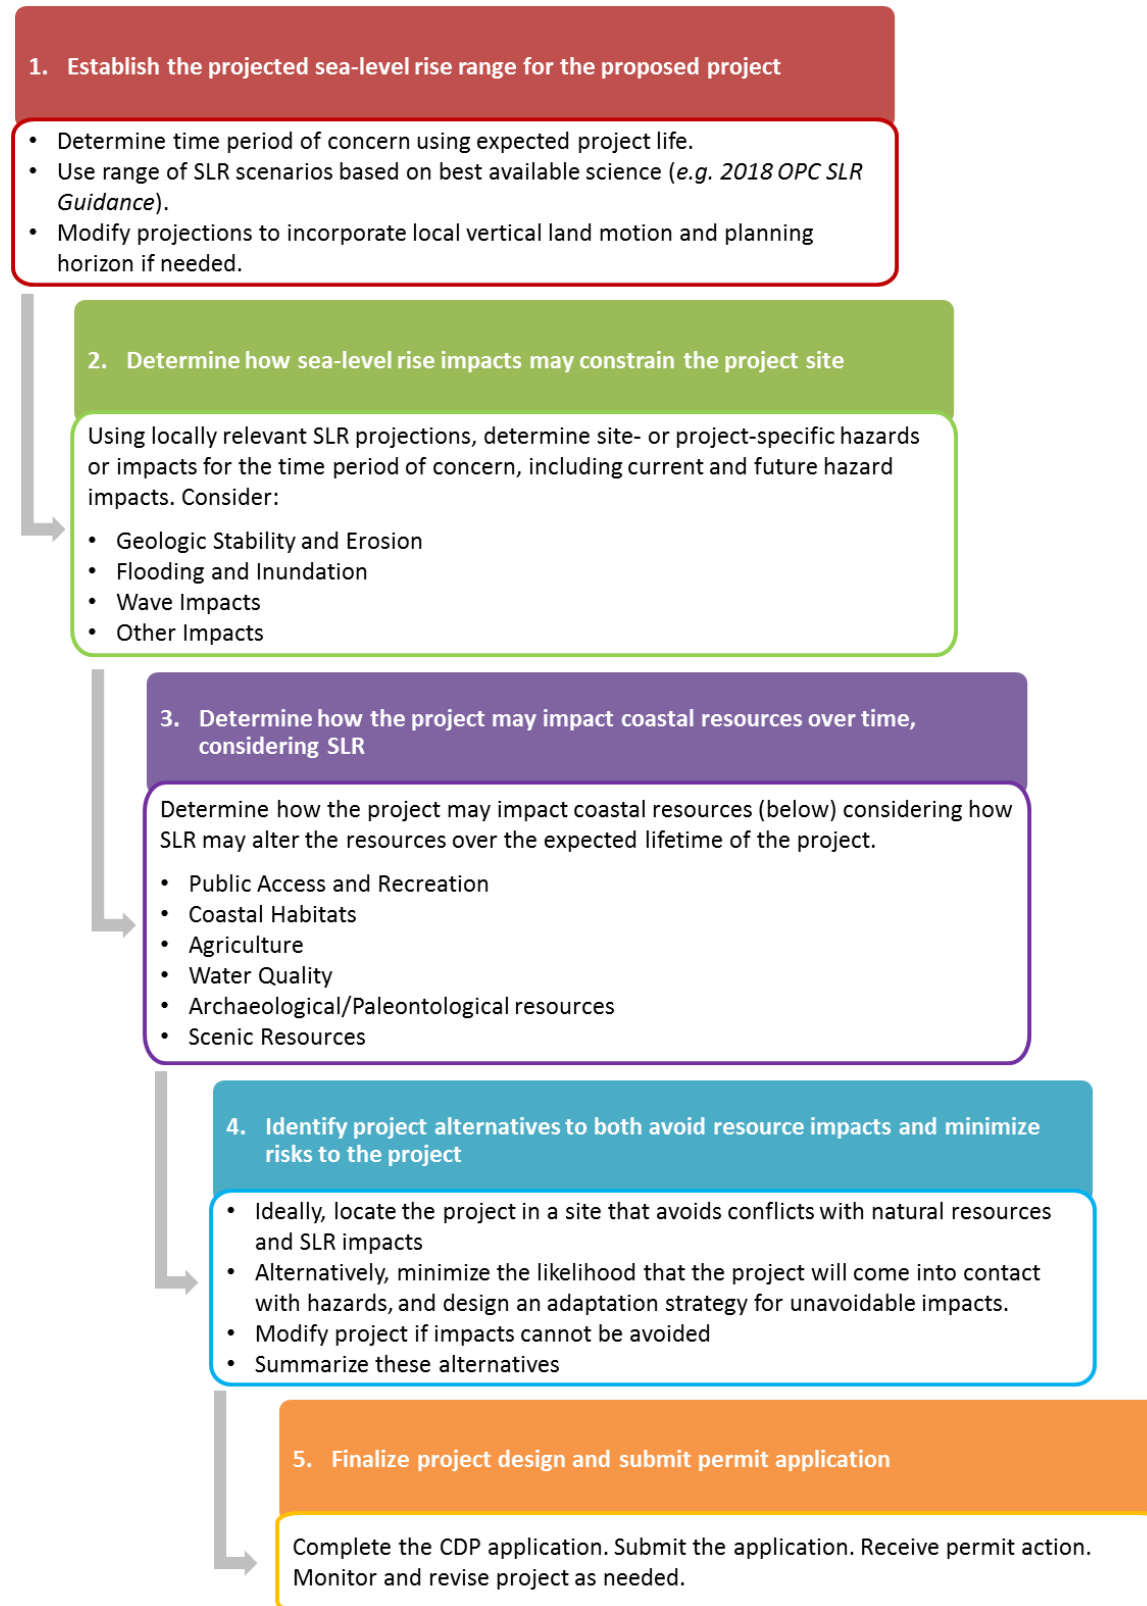 1. Establish the projected sea-level rise range for the proposed project
• Determine time period of concern using expected project life.
• Use range of SLR scenarios based on best available science (e.g. 2018 OPC SLR
Guidance).
• Modify projections to incorporate local vertical land motion and planning
horizon if needed.
2. Determine how sea-level rise impacts may constrain the project site
Using locally relevant SLR projections, determine site- or project-specific hazards
or impacts for the time period of concern, including current and future hazard
impacts. Consider:
• Geologic Stability and Erosion
• Flooding and Inundation
• Wave Impacts
• Other Impacts
3. Determine how the project may impact coastal resources over time,
considering SLR
Determine how the project may impact coastal resources (below) considering how
SLR may alter the resources over the expected lifetime of the project.
• Public Access and Recreation
• Coastal Habitats
• Agriculture
• Water Quality
• Archaeological/Paleontological resources
• Scenic Resources
4. Identify project alternatives to both avoid resource impacts and minimize
risks to the project
• Ideally, locate the project in a site that avoids conflicts with natural resources
and SLR impacts
• Alternatively, minimize the likelihood that the project will come into contact
with hazards, and design an adaptation strategy for unavoidable impacts.
• Modify project if impacts cannot be avoided
• Summarize these alternatives
5. Finalize project design and submit permit application
Complete the CDP application. Submit the application. Receive permit action.
Monitor and revise project as needed.